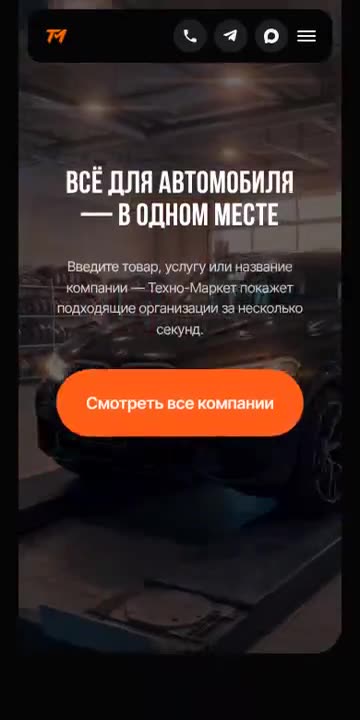 TM
ВСЁ ДЛЯ АВТОМОБИЛЯ
— В ОДНОМ МЕСТЕ
Введите товар, услугу или название
компании — Техно-Маркет покажет
подходящие организации за несколько
секунд.
Смотреть все компании